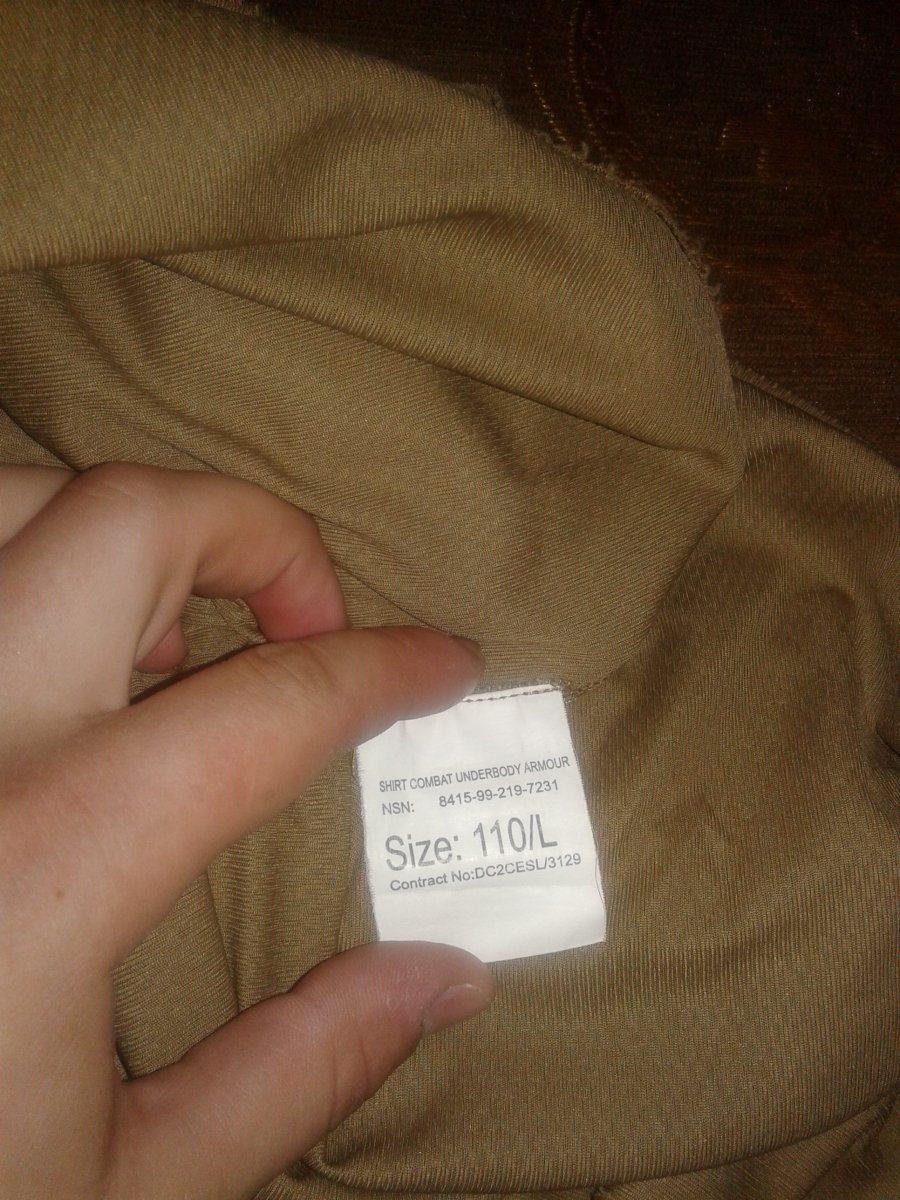 SHIRT COMBAT UNDERBODY ARMOUR
NSN: 8415-99-219-7231
Size: 110/L
Contract No:DC2CESL/3129